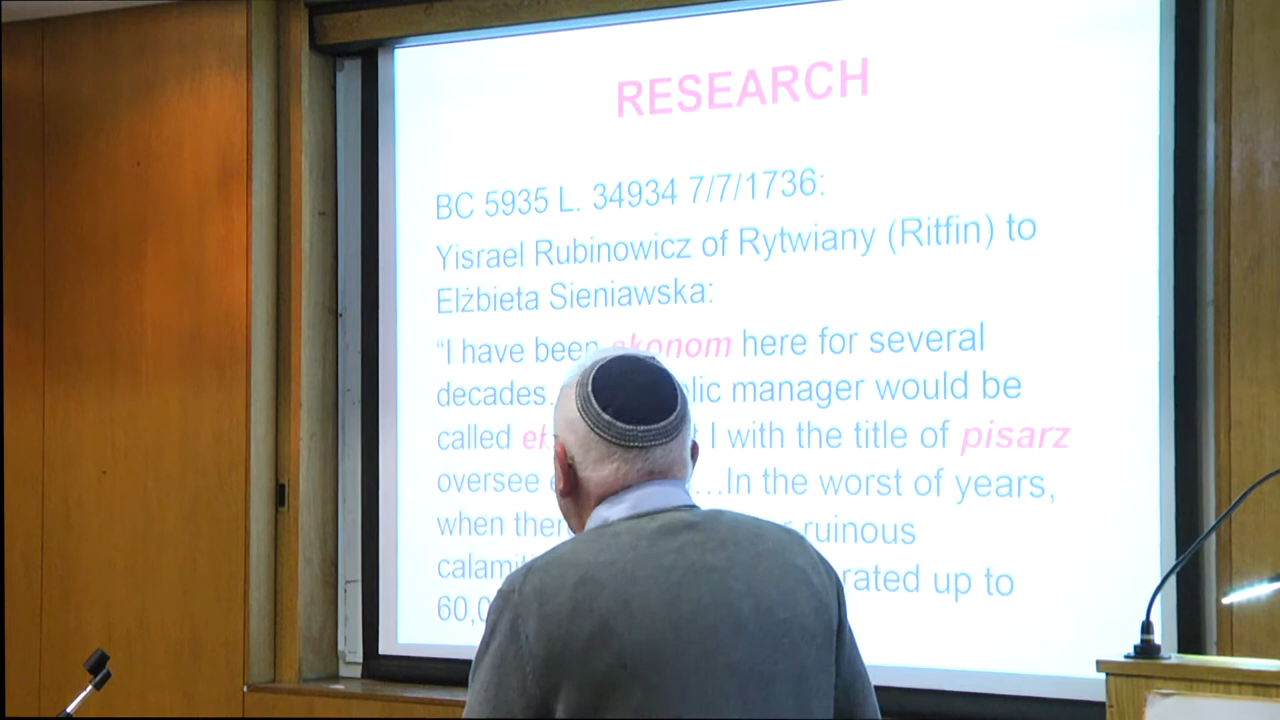 RESEARCH
BC 5935 L. 34934 7/7/1736:
Yisrael Rubinowicz of Rytwiany (Ritfin) to
Elżbieta Sieniawska:
“I have been ekonom here for several
decades. manager would be
called I with the title of pisarz
oversee …In the worst of years,
when ruinous
up to